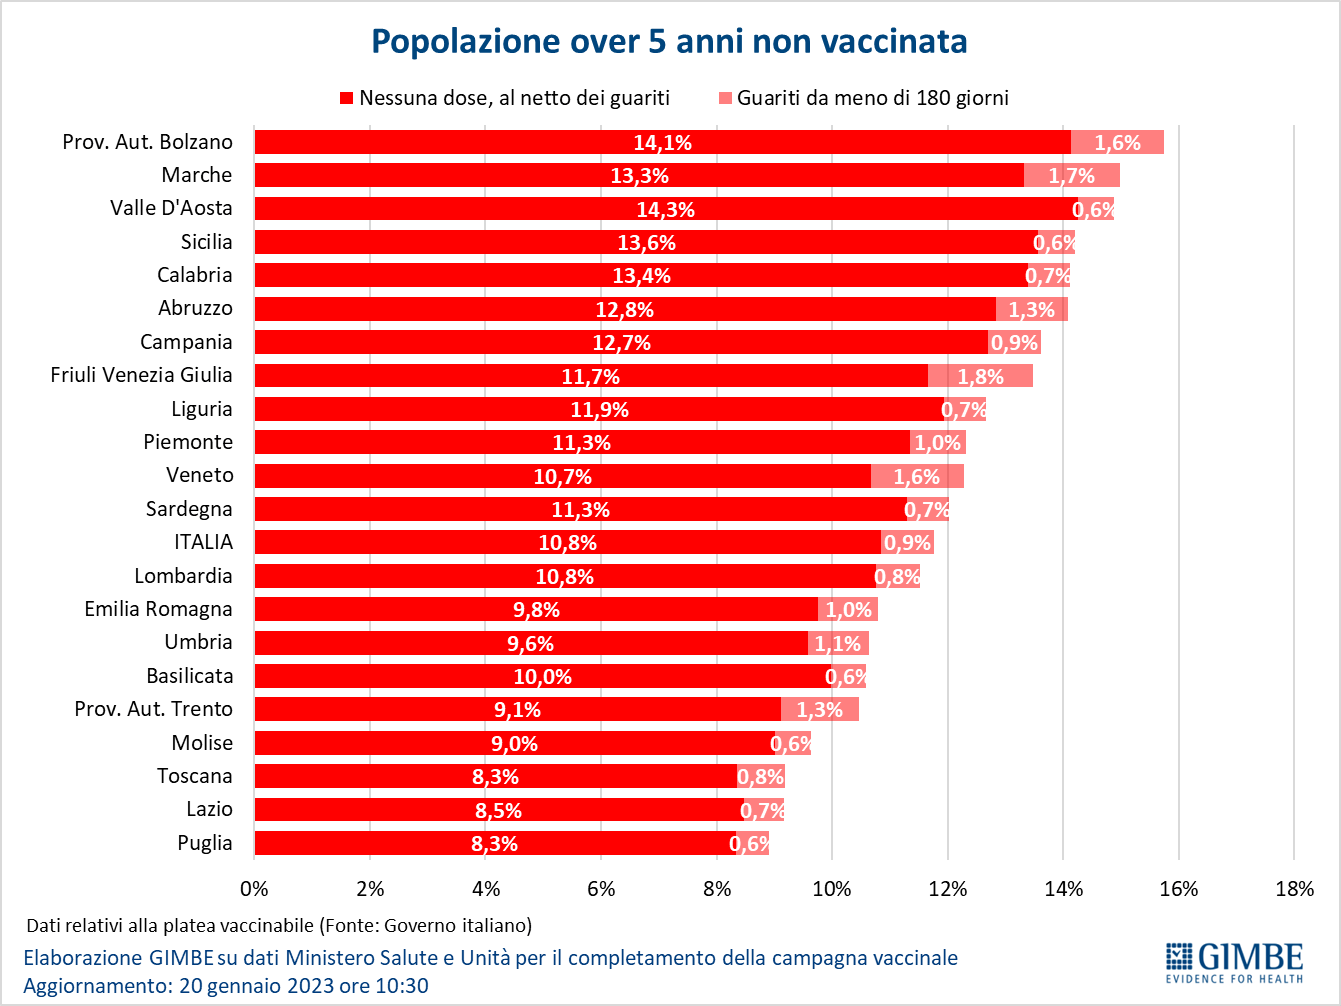 Popolazione over 5 anni non vaccinata
Nessuna dose, al netto dei guariti Guariti da meno di 180 giorni
Prov. Aut. Bolzano 14,1% 1,6%
Marche 13,3% 1,7%
Valle D'Aosta 14,3% 0,6%
Sicilia 13,6% 0,6%
Calabria 13,4% 0,7%
Abruzzo 12,8% 1,3%
Campania 12,7% 0,9%
Friuli Venezia Giulia 11,7% 1,8%
Liguria 11,9% 0,7%
Piemonte 11,3% 1,0%
Veneto 10,7% 1,6%
Sardegna 11,3% 0,7%
ITALIA 10,8% 0,9%
Lombardia 10,8% 0,8%
Emilia Romagna 9,8% 1,0%
Umbria 9,6% 1,1%
Basilicata 10,0% 0,6%
Prov. Aut. Trento 9,1% 1,3%
Molise 9,0% 0,6%
Toscana 8,3% 0,8%
Lazio 8,5% 0,7%
Puglia 8,3% 0,6%
0% 2% 4% 6% 8% 10% 12% 14% 16% 18%
Dati relativi alla platea vaccinabile (Fonte: Governo italiano)
Elaborazione GIMBE su dati Ministero Salute e Unità per il completamento della campagna vaccinale
Aggiornamento: 20 gennaio 2023 ore 10:30
GIMBE
EVIDENCE FOR HEALTH